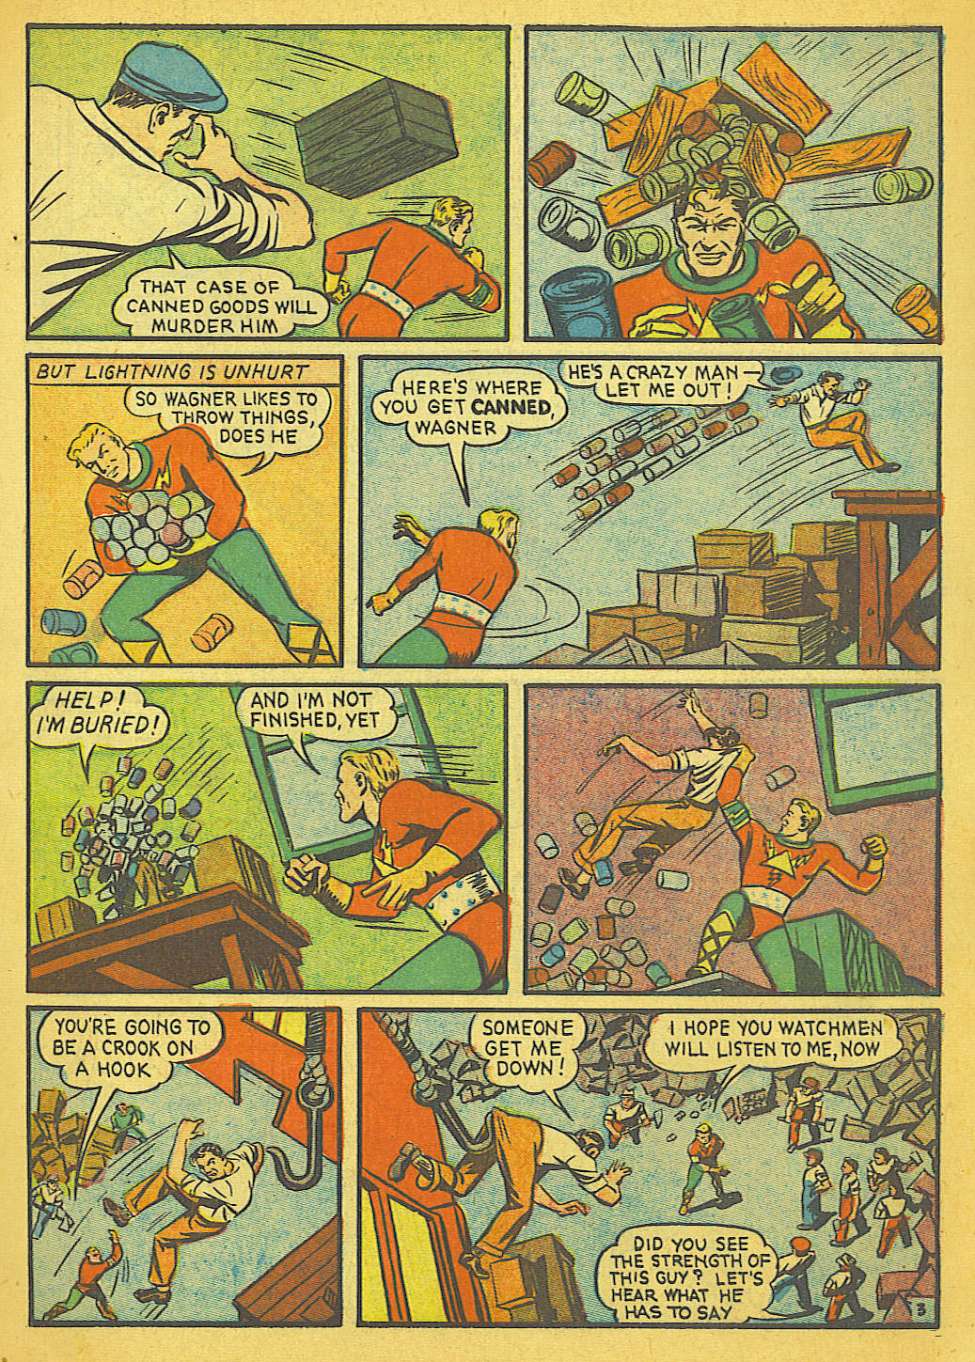 THAT CASE OF
CANNED GOODS WILL
MURDER HIM
BUT LIGHTNING IS UNHURT
SO WAGNER LIKES TO
THROW THINGS,
DOES HE
HERE'S WHERE
YOU GET CANNED,
WAGNER
HE'S A CRAZY MAN—
LET ME OUT!
HELP!
I'M BURIED!
AND I'M NOT
FINISHED, YET
YOU'RE GOING TO
BE A CROOK ON
A HOOK
SOMEONE
GET ME
DOWN!
I HOPE YOU WATCHMEN
WILL LISTEN TO ME, NOW
DID YOU SEE
THE STRENGTH OF
THIS GUY? LET'S
HEAR WHAT HE
HAS TO SAY
3